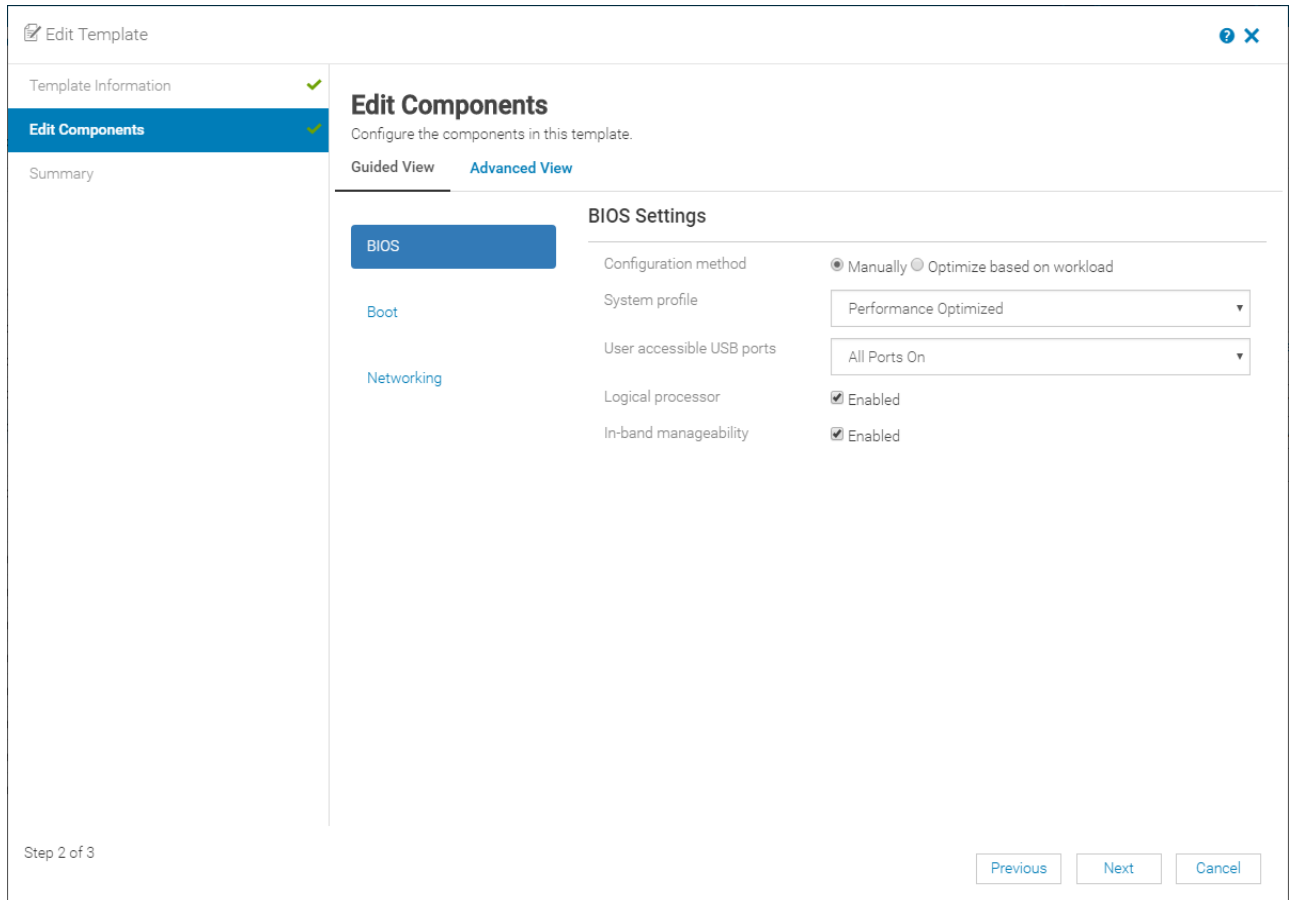 Edit Template
Template Information
Edit Components
Summary
Edit Components
Configure the components in this template.
Guided View Advanced View
BIOS
Boot
Networking
BIOS Settings
Configuration method Manually Optimize based on workload
System profile Performance Optimized
User accessible USB ports All Ports On
Logical processor Enabled
In-band manageability Enabled
Step 2 of 3
Previous Next Cancel